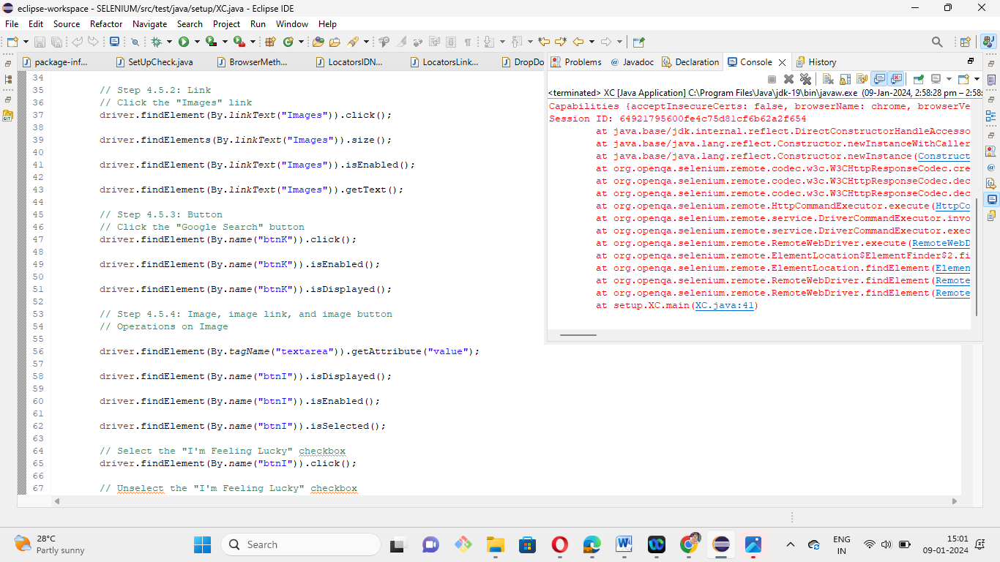 eclipse-workspace - SELENIUM/src/test/java/setup/XC.java - Eclipse IDE
File Edit Source Refactor Navigate Search Project Run Window Help
package-inf... SetUpCheck.java BrowserMeth... LocatorsIDN... LocatorsLink... DropDo
Problems @ Javadoc Declaration Console History
34
35 // Step 4.5.2: Link
36 // Click the "Images" link
37 driver.findElement(By.linkText("Images")).click();
38
39 driver.findElements(By.linkText("Images")).size();
40
41 driver.findElement(By.linkText("Images")).isEnabled();
42
43 driver.findElement(By.linkText("Images")).getText();
44
45 // Step 4.5.3: Button
46 // Click the "Google Search" button
47 driver.findElement(By.name("btnK")).click();
48
49 driver.findElement(By.name("btnK")).isEnabled();
50
51 driver.findElement(By.name("btnK")).isDisplayed();
52
53 // Step 4.5.4: Image, image link, and image button
54 // Operations on Image
55
56 driver.findElement(By.tagName("textarea")).getAttribute("value");
57
58 driver.findElement(By.name("btnI")).isDisplayed();
59
60 driver.findElement(By.name("btnI")).isEnabled();
61
62 driver.findElement(By.name("btnI")).isSelected();
63
64 // Select the "I'm Feeling Lucky" checkbox
65 driver.findElement(By.name("btnI")).click();
66
67 // Unselect the "I'm Feeling Lucky" checkbox
<terminated> XC [Java Application] C:\Program Files\Java\jdk-19\bin\javaw.exe (09-Jan-2024, 2:58:28 pm – 2:58:
Capabilities {acceptInsecureCerts: false, browserName: chrome, browserVe
Session ID: 64921795600fe4c75d81cf6b62a2f654
at java.base/jdk.internal.reflect.DirectConstructorHandleAccesso
at java.base/java.lang.reflect.Constructor.newInstanceWithCaller
at java.base/java.lang.reflect.Constructor.newInstance(Construct
at org.openqa.selenium.remote.codec.w3c.W3CHttpResponseCodec.cre
at org.openqa.selenium.remote.codec.w3c.W3CHttpResponseCodec.dec
at org.openqa.selenium.remote.codec.w3c.W3CHttpResponseCodec.dec
at org.openqa.selenium.remote.HttpCommandExecutor.execute(HttpCo
at org.openqa.selenium.remote.service.DriverCommandExecutor.invo
at org.openqa.selenium.remote.service.DriverCommandExecutor.exec
at org.openqa.selenium.remote.RemoteWebDriver.execute(RemoteWebD
at org.openqa.selenium.remote.ElementLocation$ElementFinder$2.fi
at org.openqa.selenium.remote.ElementLocation.findElement(Elemen
at org.openqa.selenium.remote.RemoteWebDriver.findElement(Remote
at org.openqa.selenium.remote.RemoteWebDriver.findElement(Remote
at setup.XC.main(XC.java:41)
28°C
Partly sunny
Search
ENG
IN
15:01
09-01-2024